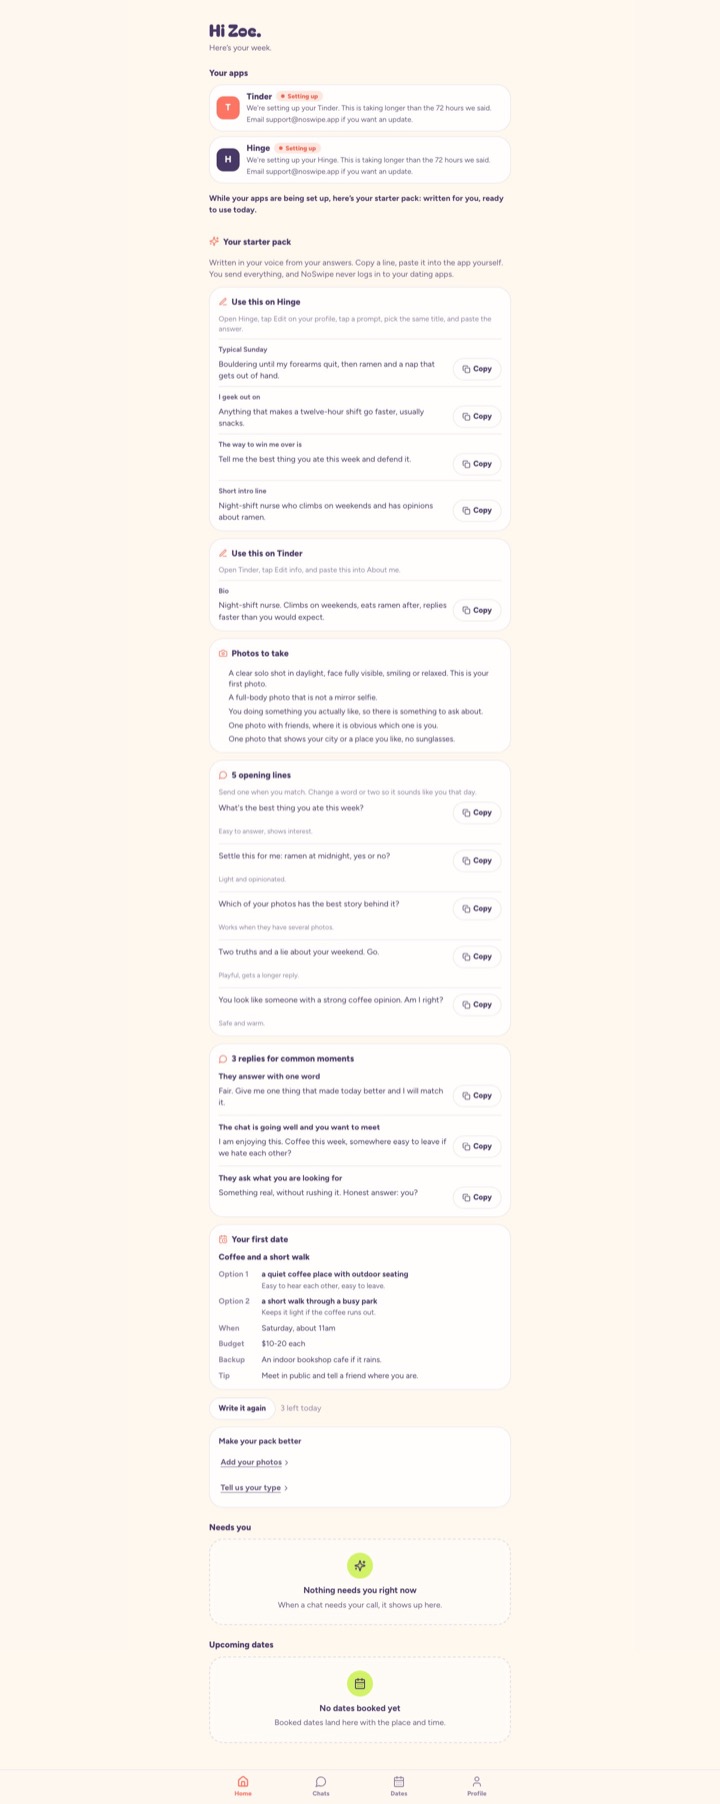 Hi Zoe.
Here's your week.
Your apps
T
Tinder
Setting up
We're setting up your Tinder. This is taking longer than the 72 hours we said.
Email support@noswipe.app if you want an update.
H
Hinge
Setting up
We're setting up your Hinge. This is taking longer than the 72 hours we said.
Email support@noswipe.app if you want an update.
While your apps are being set up, here's your starter pack: written for you, ready
to use today.
Your starter pack
Written in your voice from your answers. Copy a line, paste it into the app yourself.
You send everything, and NoSwipe never logs in to your dating apps.
Use this on Hinge
Open Hinge, tap Edit on your profile, tap a prompt, pick the same title, and paste the
answer.
Typical Sunday
Bouldering until my forearms quit, then ramen and a nap that
gets out of hand.
Copy
I geek out on
Anything that makes a twelve-hour shift go faster, usually
snacks.
Copy
The way to win me over is
Tell me the best thing you ate this week and defend it.
Copy
Short intro line
Night-shift nurse who climbs on weekends and has opinions
about ramen.
Copy
Use this on Tinder
Open Tinder, tap Edit info, and paste this into About me.
Bio
Night-shift nurse. Climbs on weekends, eats ramen after, replies
faster than you would expect.
Copy
Photos to take
A clear solo shot in daylight, face fully visible, smiling or relaxed. This is your
first photo.
A full-body photo that is not a mirror selfie.
You doing something you actually like, so there is something to ask about.
One photo with friends, where it is obvious which one is you.
One photo that shows your city or a place you like, no sunglasses.
5 opening lines
Send one when you match. Change a word or two so it sounds like you that day.
What's the best thing you ate this week?
Copy
Easy to answer, shows interest.
Settle this for me: ramen at midnight, yes or no?
Copy
Light and opinionated.
Which of your photos has the best story behind it?
Copy
Works when they have several photos.
Two truths and a lie about your weekend. Go.
Copy
Playful, gets a longer reply.
You look like someone with a strong coffee opinion. Am I right?
Copy
Safe and warm.
3 replies for common moments
They answer with one word
Fair. Give me one thing that made today better and I will match
it.
Copy
The chat is going well and you want to meet
I am enjoying this. Coffee this week, somewhere easy to leave if
we hate each other?
Copy
They ask what you are looking for
Something real, without rushing it. Honest answer: you?
Copy
Your first date
Coffee and a short walk
Option 1 a quiet coffee place with outdoor seating
Easy to hear each other, easy to leave.
Option 2 a short walk through a busy park
Keeps it light if the coffee runs out.
When Saturday, about 11am
Budget $10-20 each
Backup An indoor bookshop cafe if it rains.
Tip Meet in public and tell a friend where you are.
Write it again 3 left today
Make your pack better
Add your photos ›
Tell us your type ›
Needs you
Nothing needs you right now
When a chat needs your call, it shows up here.
Upcoming dates
No dates booked yet
Booked dates land here with the place and time.
Home Chats Dates Profile